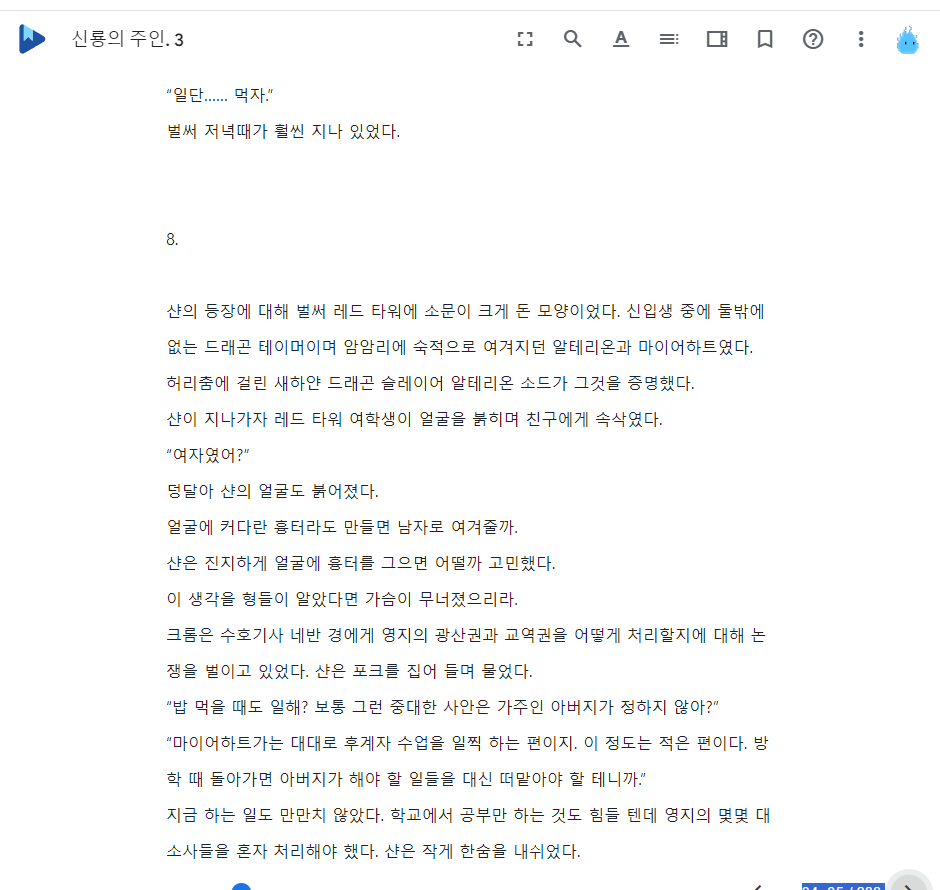 신룡의 주인. 3
"일단...... 먹자."
벌써 저녁때가 훨씬 지나 있었다.
8.
샨의 등장에 대해 벌써 레드 타워에 소문이 크게 돈 모양이었다. 신입생 중에 둘밖에
없는 드래곤 테이머이며 암암리에 숙적으로 여겨지던 알테리온과 마이어하트였다.
허리춤에 걸린 새하얀 드래곤 슬레이어 알테리온 소드가 그것을 증명했다.
샨이 지나가자 레드 타워 여학생이 얼굴을 붉히며 친구에게 속삭였다.
"여자였어?"
덩달아 샨의 얼굴도 붉어졌다.
얼굴에 커다란 흉터라도 만들면 남자로 여겨줄까.
샨은 진지하게 얼굴에 흉터를 그으면 어떨까 고민했다.
이 생각을 형들이 알았다면 가슴이 무너졌으리라.
크롬은 수호기사 네반 경에게 영지의 광산권과 교역권을 어떻게 처리할지에 대해 논
쟁을 벌이고 있었다. 샨은 포크를 집어 들며 물었다.
"밥 먹을 때도 일해? 보통 그런 중대한 사안은 가주인 아버지가 정하지 않아?"
"마이어하트가는 대대로 후계자 수업을 일찍 하는 편이지. 이 정도는 적은 편이다. 방
학 때 돌아가면 아버지가 해야 할 일들을 대신 떠맡아야 할 테니까."
지금 하는 일도 만만치 않았다. 학교에서 공부만 하는 것도 힘들 텐데 영지의 몇몇 대
소사들을 혼자 처리해야 했다. 샨은 작게 한숨을 내쉬었다.